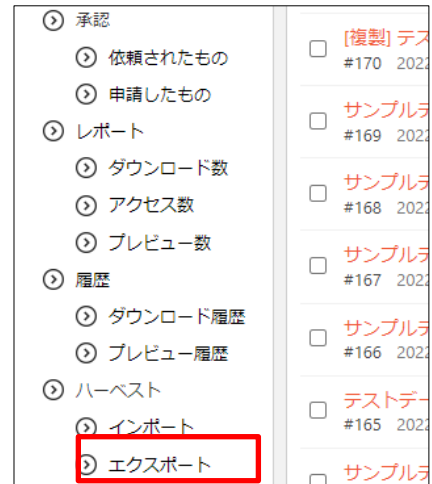 承認
依頼されたもの
申請したもの
レポート
ダウンロード数
アクセス数
プレビュー数
履歴
ダウンロード履歴
プレビュー履歴
ハーベスト
インポート
エクスポート
[複製] テス
#170 2022
サンプルデ
#169 2022
サンプルデ
#168 2022
サンプルデ
#167 2022
サンプルデ
#166 2022
テストデー
#165 2022
サンプルデ